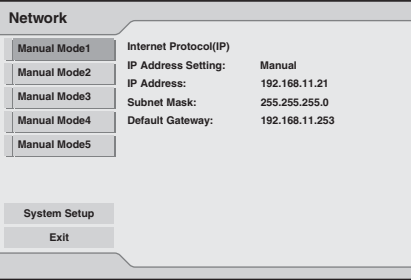 Network
Manual Mode1
Manual Mode2
Manual Mode3
Manual Mode4
Manual Mode5
System Setup
Exit
Internet Protocol(IP)
IP Address Setting: Manual
IP Address: 192.168.11.21
Subnet Mask: 255.255.255.0
Default Gateway: 192.168.11.253